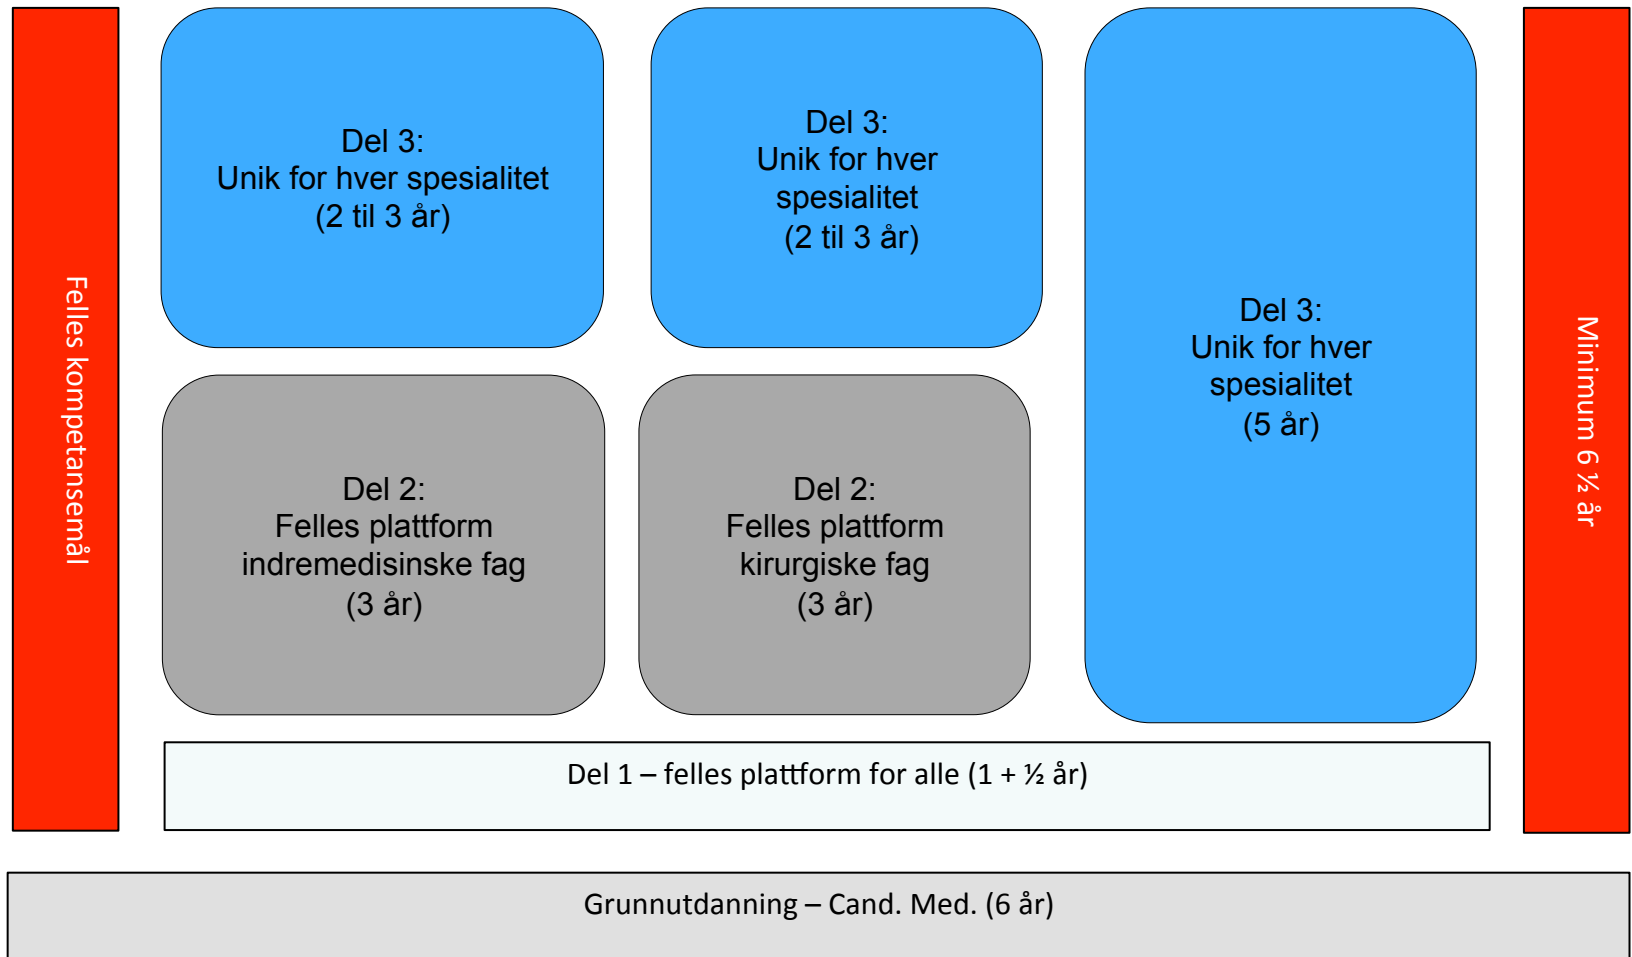 Felles kompetansemål
Del 3:
Unik for hver spesialitet
(2 til 3 år)
Del 3:
Unik for hver
spesialitet
(2 til 3 år)
Del 3:
Unik for hver
spesialitet
(5 år)
Minimum 6 ½ år
Del 2:
Felles plattform
indremedisinske fag
(3 år)
Del 2:
Felles plattform
kirurgiske fag
(3 år)
Del 1 – felles plattform for alle (1 + ½ år)
Grunnutdanning – Cand. Med. (6 år)